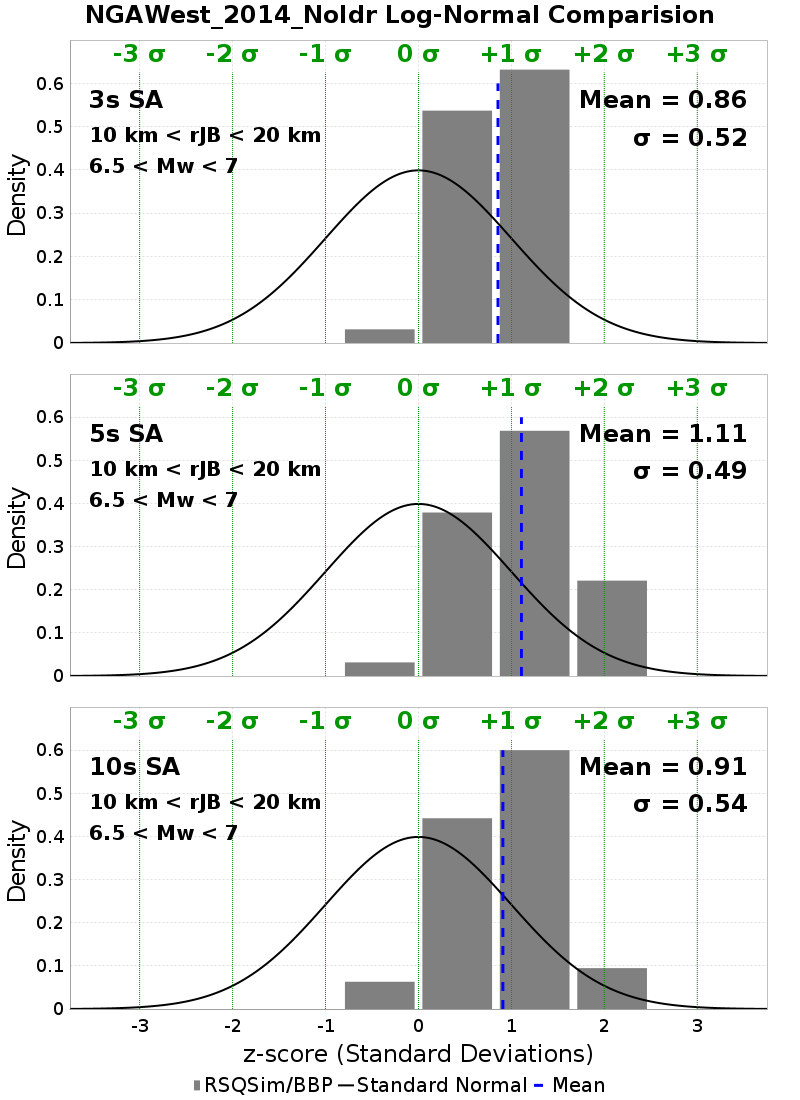 NGAWest_2014_NoIdr Log-Normal Comparision
-3 σ -2 σ -1 σ 0 σ +1 σ +2 σ +3 σ
3s SA
10 km < rJB < 20 km
6.5 < Mw < 7
Mean = 0.86
σ = 0.52
Density
0.6
0.5
0.4
0.3
0.2
0.1
0
-3 σ -2 σ -1 σ 0 σ +1 σ +2 σ +3 σ
5s SA
10 km < rJB < 20 km
6.5 < Mw < 7
Mean = 1.11
σ = 0.49
Density
0.6
0.5
0.4
0.3
0.2
0.1
0
-3 σ -2 σ -1 σ 0 σ +1 σ +2 σ +3 σ
10s SA
10 km < rJB < 20 km
6.5 < Mw < 7
Mean = 0.91
σ = 0.54
Density
0.6
0.5
0.4
0.3
0.2
0.1
0
-3 -2 -1 0 1 2 3
z-score (Standard Deviations)
RSQSim/BBP Standard Normal Mean